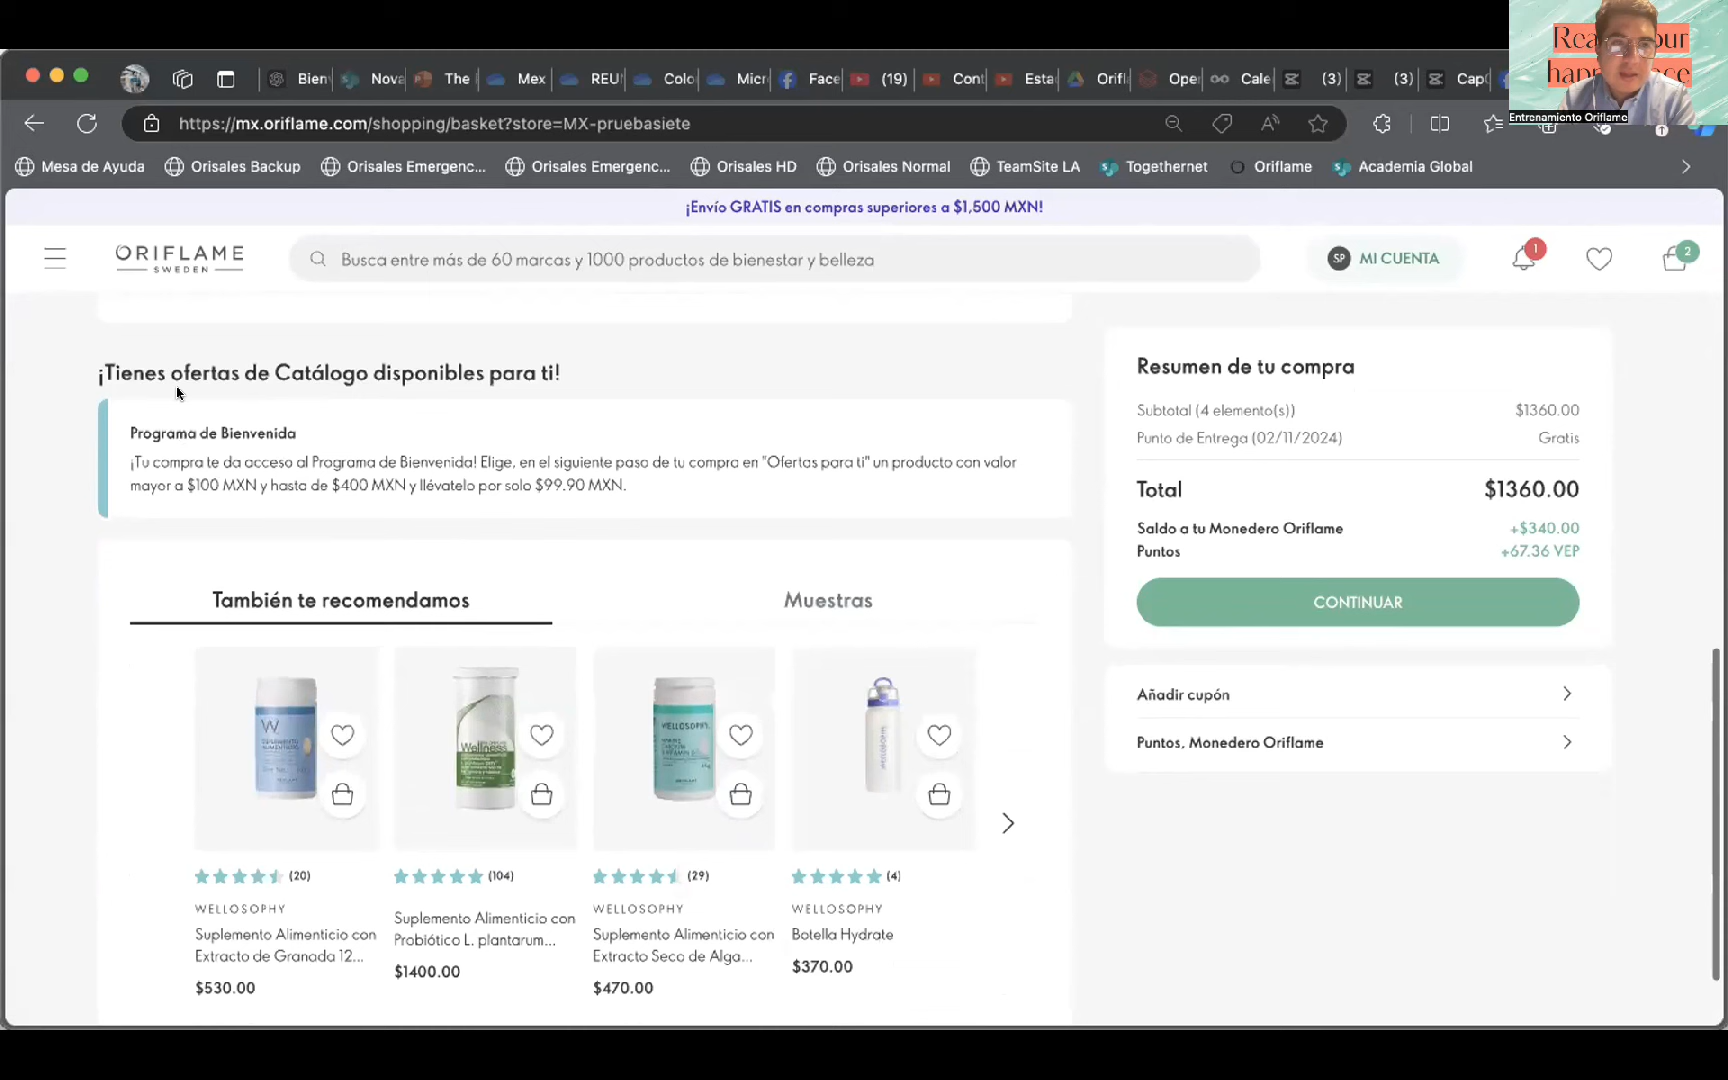 Bien
Nova
The
Mex
REU
Colo
Micr
Face
(19)
Cont
Esta
Orifl
Oper
Cale
(3)
(3)
Cap
Entrenamiento Oriflame
https://mx.oriflame.com/shopping/basket?store=MX-pruebasiete
Mesa de Ayuda
Orisales Backup
Orisales Emergenc...
Orisales Emergenc...
Orisales HD
Orisales Normal
TeamSite LA
Togethernet
Oriflame
Academia Global
¡Envío GRATIS en compras superiores a $1,500 MXN!
ORIFLAME
SWEDEN
Busca entre más de 60 marcas y 1000 productos de bienestar y belleza
SP
MI CUENTA
1
2
¡Tienes ofertas de Catálogo disponibles para ti!
Programa de Bienvenida
¡Tu compra te da acceso al Programa de Bienvenida! Elige, en el siguiente paso de tu compra en "Ofertas para ti" un producto con valor
mayor a $100 MXN y hasta de $400 MXN y llévatelo por solo $99.90 MXN.
Resumen de tu compra
Subtotal (4 elemento(s)) $1360.00
Punto de Entrega (02/11/2024) Gratis
Total $1360.00
Saldo a tu Monedero Oriflame +$340.00
Puntos +67.36 VEP
CONTINUAR
Añadir cupón
Puntos, Monedero Oriflame
También te recomendamos
Muestras
W
Wellness
WELLOSOPHY
(20)
WELLOSOPHY
Suplemento Alimenticio con
Extracto de Granada 12...
$530.00
(104)
Suplemento Alimenticio con
Probiótico L. plantarum...
$1400.00
(29)
WELLOSOPHY
Suplemento Alimenticio con
Extracto Seco de Alga...
$470.00
(4)
WELLOSOPHY
Botella Hydrate
$370.00